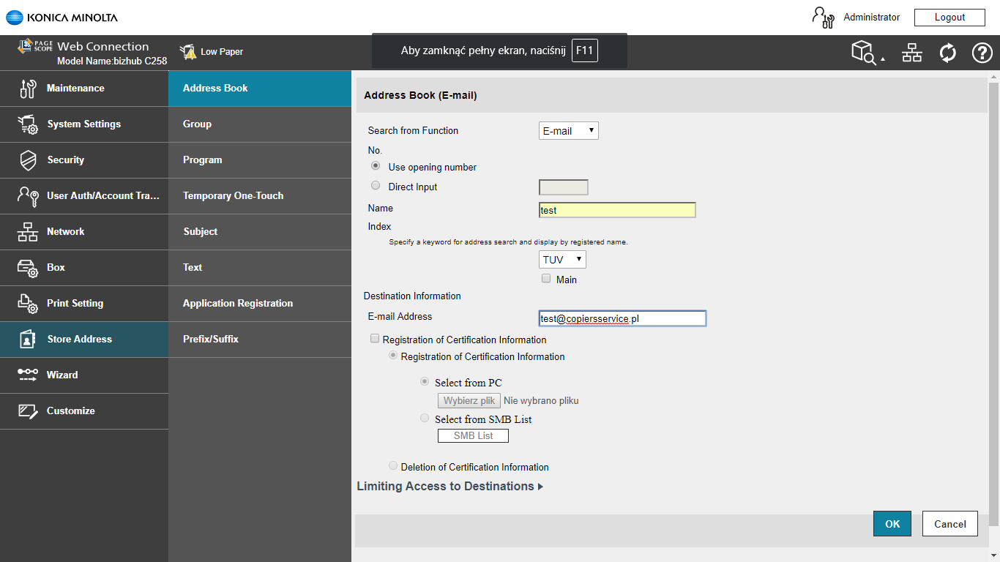 KONICA MINOLTA
Administrator
Logout
PAGE SCOPE Web Connection
Model Name:bizhub C258
Low Paper
Aby zamknąć pełny ekran, naciśnij F11
Maintenance
System Settings
Security
User Auth/Account Tra...
Network
Box
Print Setting
Store Address
Wizard
Customize
Address Book
Group
Program
Temporary One-Touch
Subject
Text
Application Registration
Prefix/Suffix
Address Book (E-mail)
Search from Function E-mail
No.
Use opening number
Direct Input
Name test
Index
Specify a keyword for address search and display by registered name.
TUV
Main
Destination Information
E-mail Address test@copiersservice.pl
Registration of Certification Information
Registration of Certification Information
Select from PC
Wybierz plik Nie wybrano pliku
Select from SMB List
SMB List
Deletion of Certification Information
Limiting Access to Destinations
OK Cancel